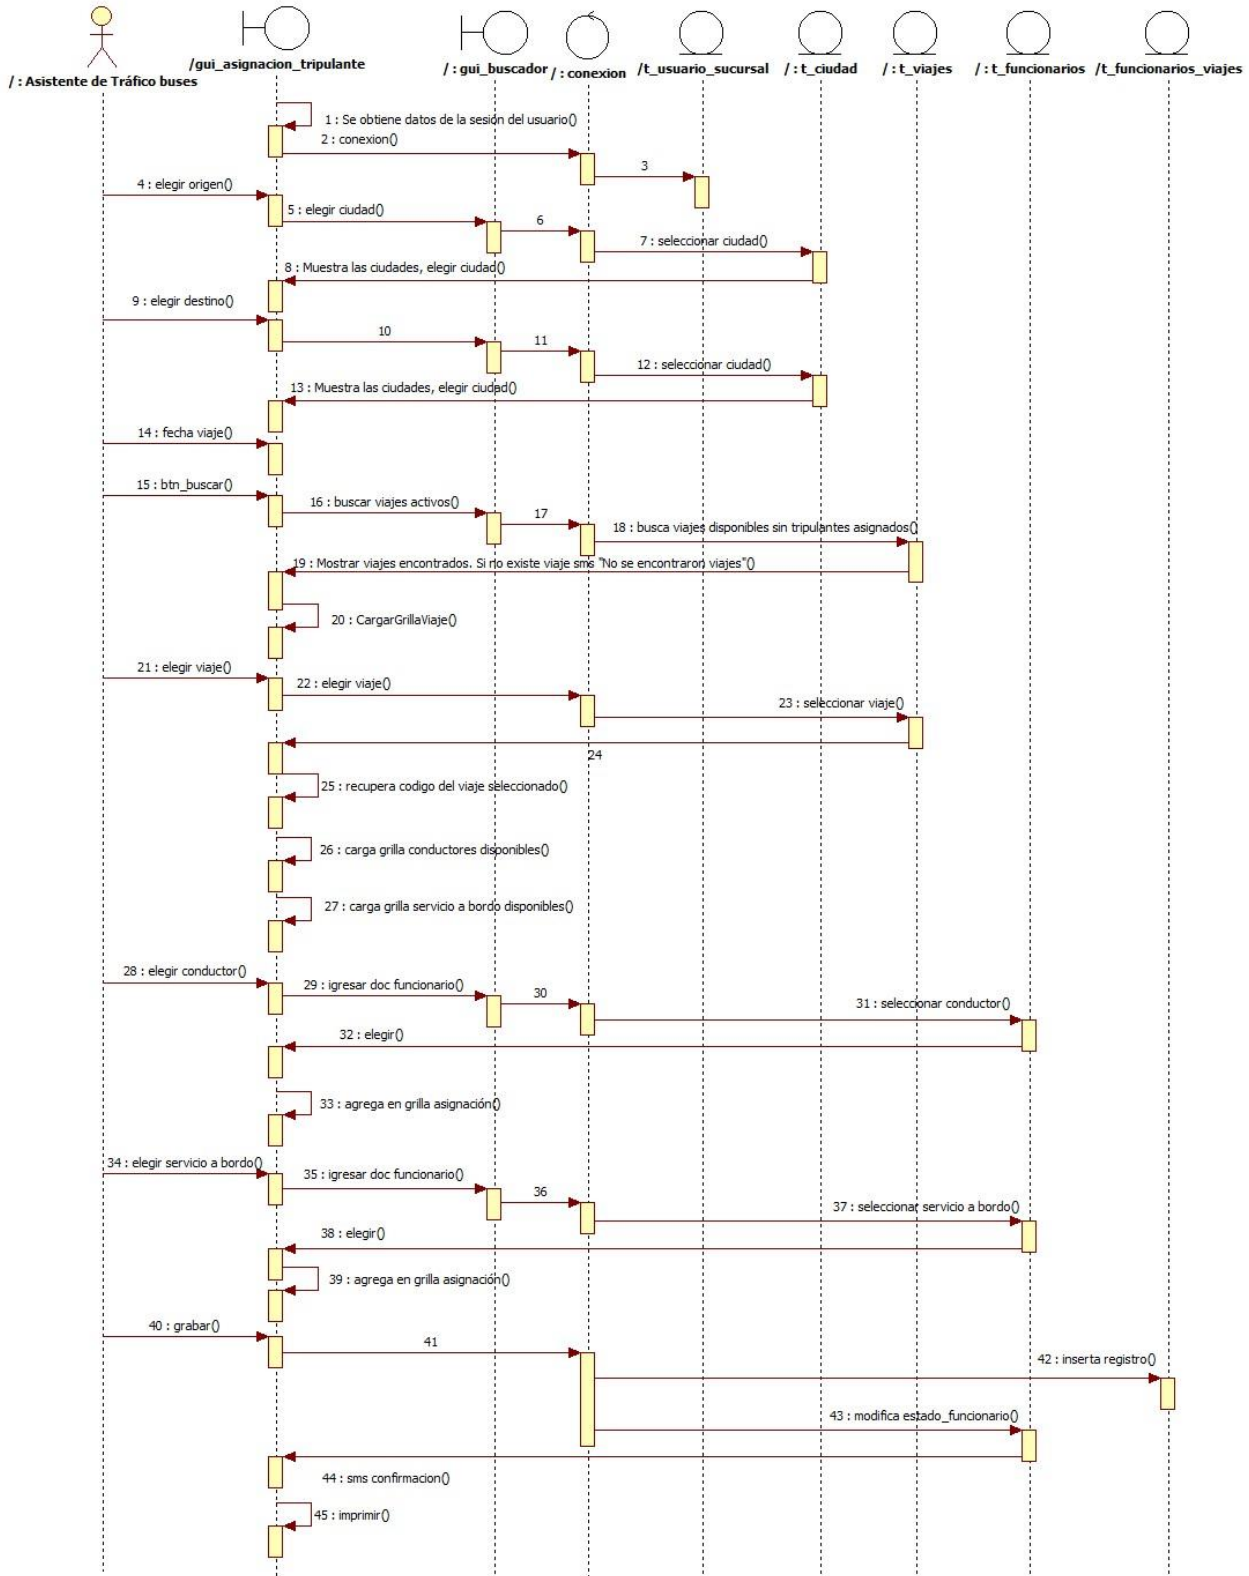 / : Asistente de Tráfico buses
/gui_asignacion_tripulante
/ : gui_buscador
/ : conexion
/t_usuario_sucursal
/ : t_ciudad
/ : t_viajes
/ : t_funcionarios
/t_funcionarios_viajes
1 : Se obtiene datos de la sesión del usuario()
2 : conexion()
3
4 : elegir origen()
5 : elegir ciudad()
6
7 : seleccionar ciudad()
8 : Muestra las ciudades, elegir ciudad()
9 : elegir destino()
10
11
12 : seleccionar ciudad()
13 : Muestra las ciudades, elegir ciudad()
14 : fecha viaje()
15 : btn_buscar()
16 : buscar viajes activos()
17
18 : busca viajes disponibles sin tripulantes asignados()
19 : Mostrar viajes encontrados. Si no existe viaje sms "No se encontraron viajes"()
20 : CargarGrillaViaje()
21 : elegir viaje()
22 : elegir viaje()
23 : seleccionar viaje()
24
25 : recupera codigo del viaje seleccionado()
26 : carga grilla conductores disponibles()
27 : carga grilla servicio a bordo disponibles()
28 : elegir conductor()
29 : igresar doc funcionario()
30
31 : seleccionar conductor()
32 : elegir()
33 : agrega en grilla asignación()
34 : elegir servicio a bordo()
35 : igresar doc funcionario()
36
37 : seleccionar servicio a bordo()
38 : elegir()
39 : agrega en grilla asignación()
40 : grabar()
41
42 : inserta registro()
43 : modifica estado_funcionario()
44 : sms confirmacion()
45 : imprimir()